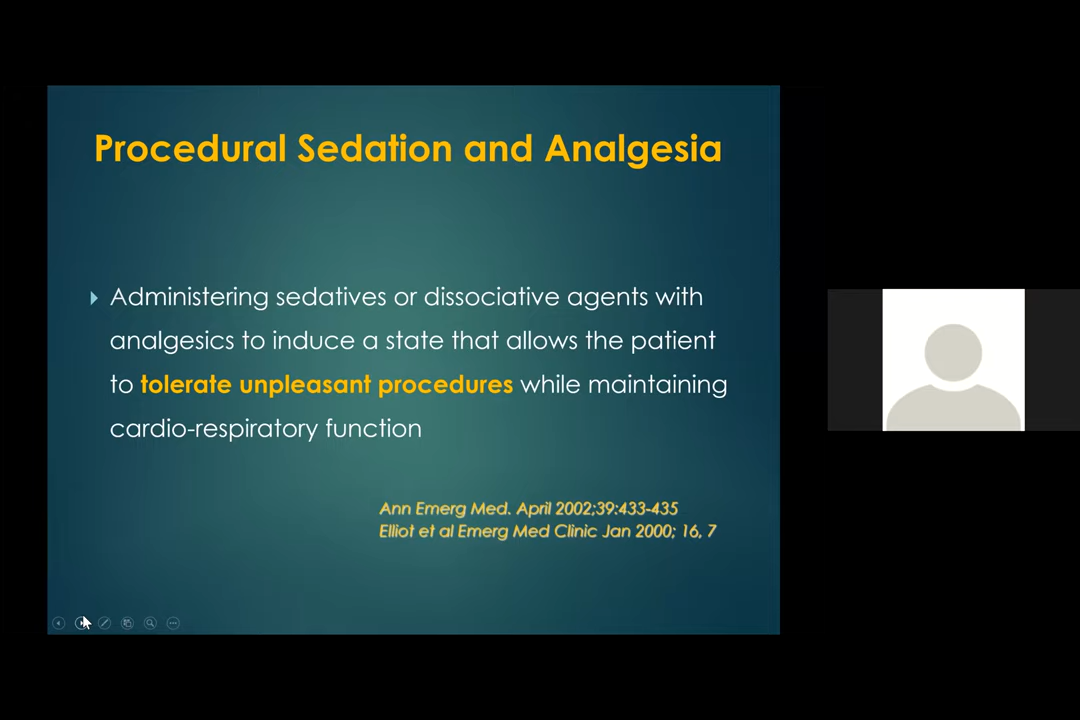 Procedural Sedation and Analgesia
Administering sedatives or dissociative agents with
analgesics to induce a state that allows the patient
to tolerate unpleasant procedures while maintaining
cardio-respiratory function
Ann Emerg Med. April 2002;39:433-435
Elliot et al Emerg Med Clinic Jan 2000; 16, 7